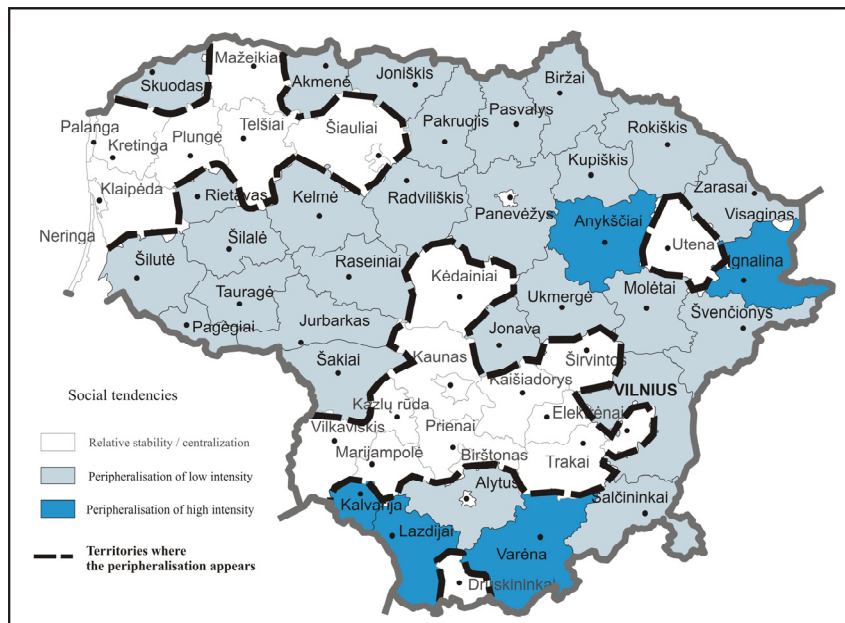 Mažeikiai
Skuodas
Akmenė
Joniškis
Biržai
Palanga
Kretinga
Plungė
Telšiai
Šiauliai
Pakruojis
Pasvalys
Rokiškis
Klaipėda
Rietavas
Kelmė
Radviliškis
Kupiškis
Panevėžys
Zarasai
Visaginas
Neringa
Šilutė
Šilalė
Anykščiai
Utena
Ignalina
Raseiniai
Kėdainiai
Ukmergė
Molėtai
Švenčionys
Tauragė
Pagėgiai
Jurbarkas
Jonava
Šakiai
Kaunas
Širvintos
Kaišiadorys
VILNIUS
Kazlų rūda
Elektrėnai
Vilkaviškis
Prienai
Marijampolė
Birštonas
Trakai
Kalvarija
Alytus
Šalčininkai
Lazdijai
Varėna
Druskininkai
Social tendencies
Relative stability / centralization
Peripheralisation of low intensity
Peripheralisation of high intensity
Territories where
the peripheralisation appears